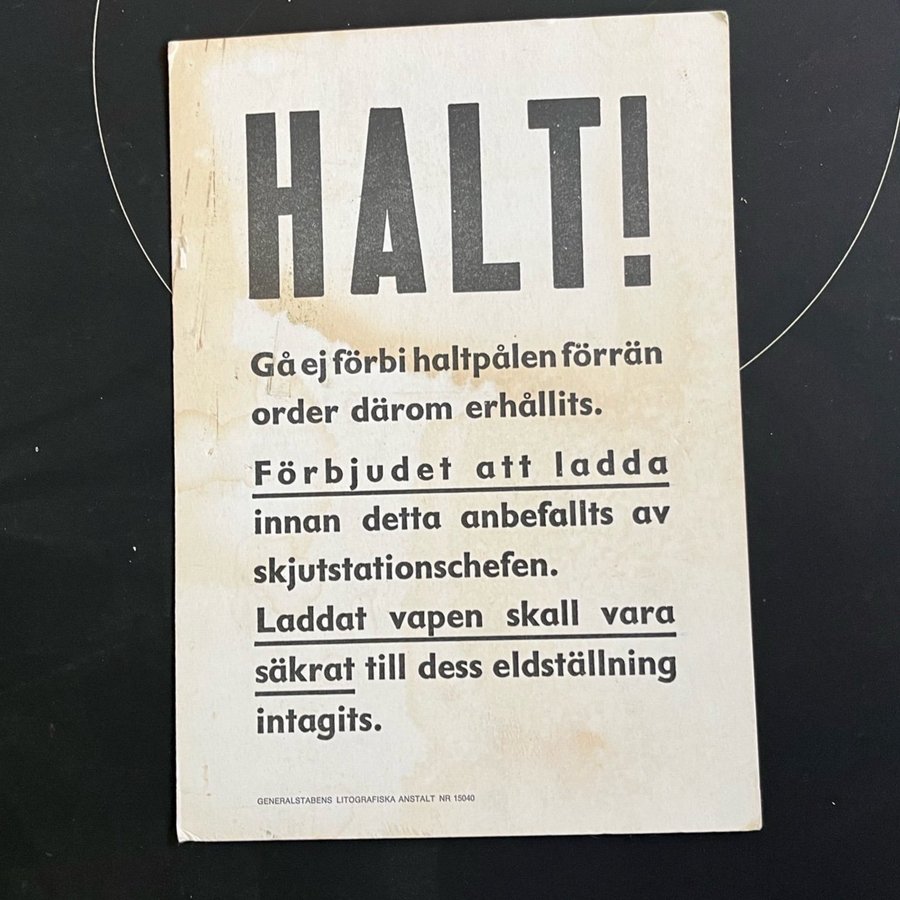 HALT!
Gå ej förbi haltpålen förrän
order därom erhållits.
Förbjudet att ladda
innan detta anbefallts av
skjutstationschefen.
Laddat vapen skall vara
säkrat till dess eldställning
intagits.
GENERALSTABENS LITOGRAFISKA ANSTALT NR 15040